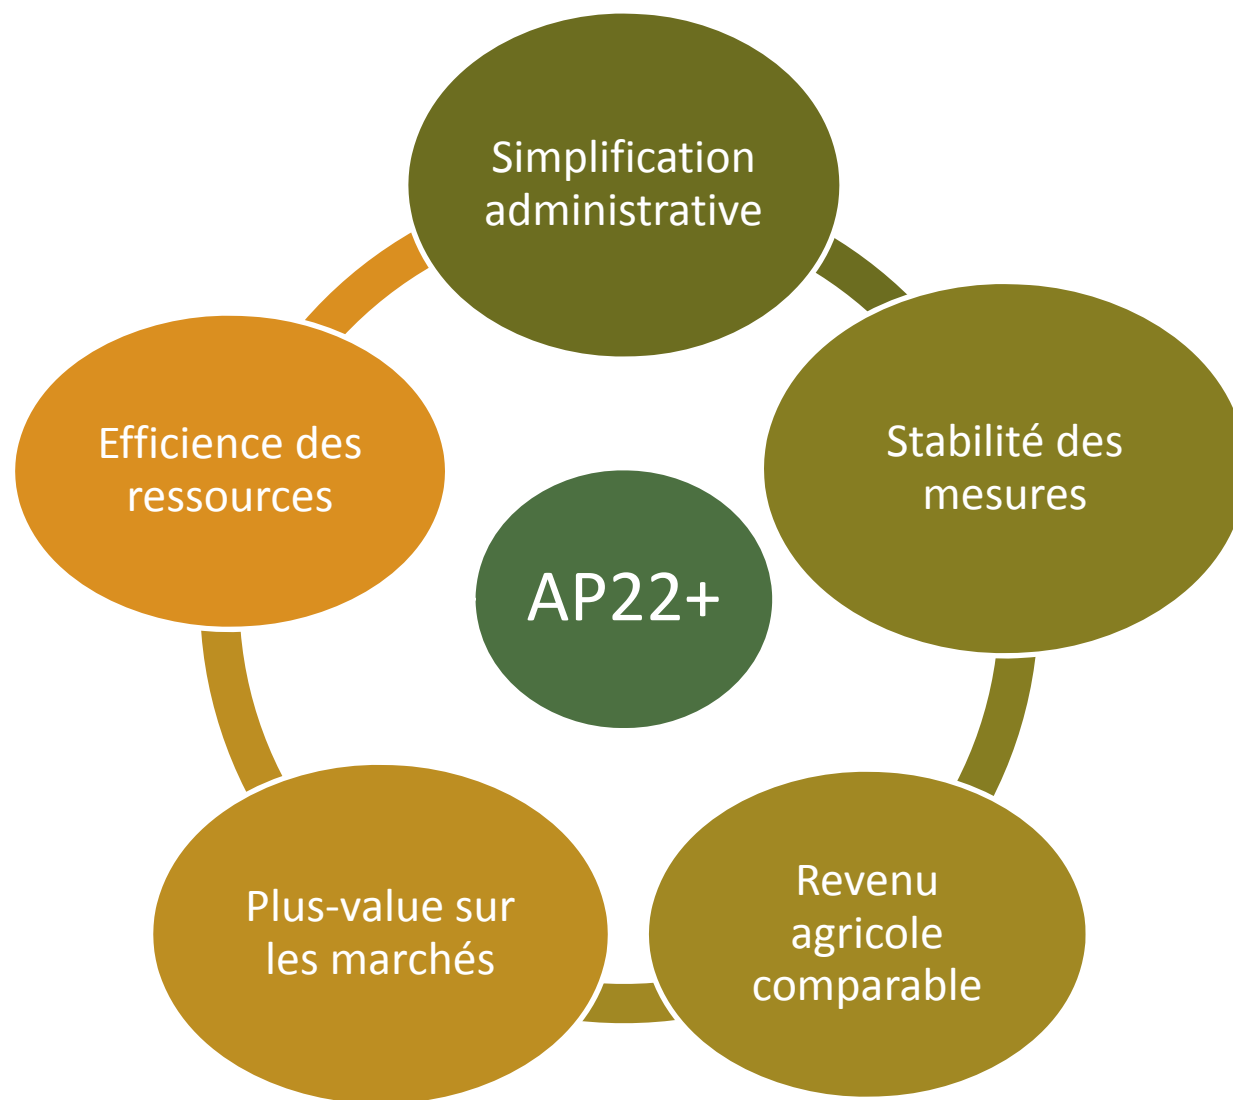 Simplification
administrative
Stabilité des
mesures
Efficience des
ressources
AP22+
Revenu
agricole
comparable
Plus-value sur
les marchés